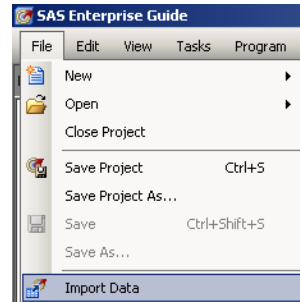 SAS Enterprise Guide
File Edit View Tasks Program
New
Open
Close Project
Save Project Ctrl+S
Save Project As...
Save Ctrl+Shift+S
Save As...
Import Data